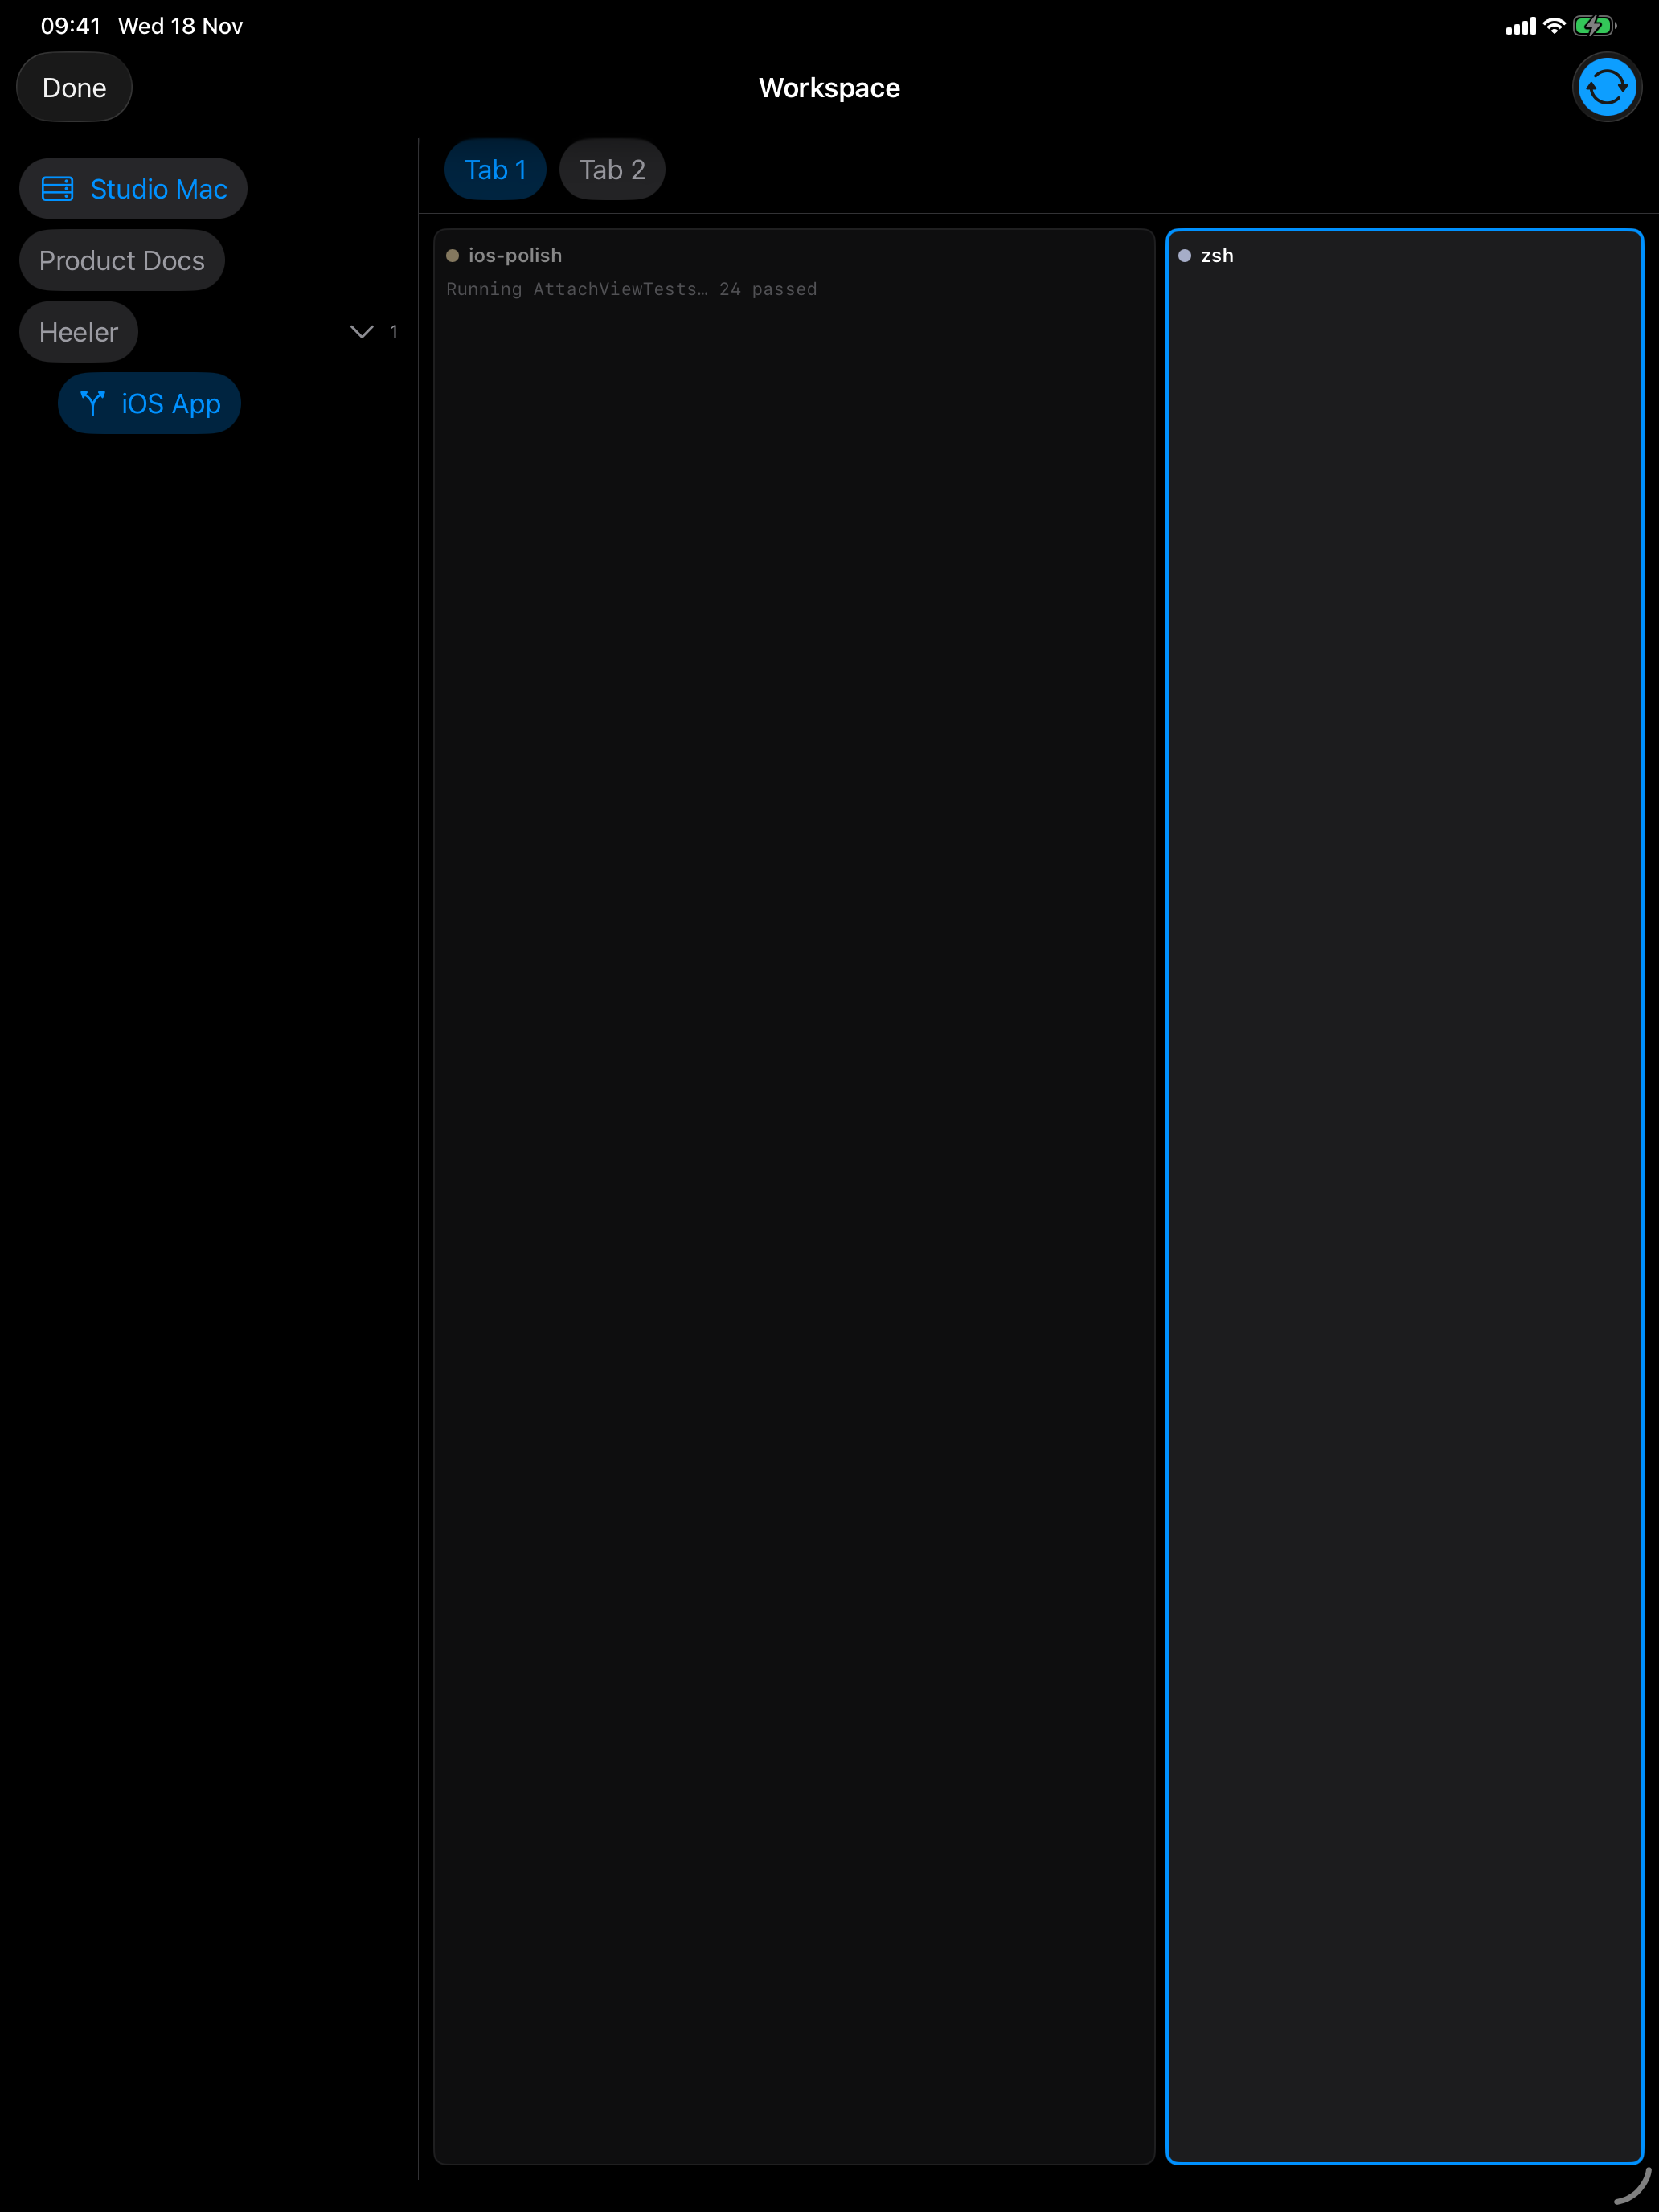 09:41 Wed 18 Nov
Done
Workspace
Studio Mac
Product Docs
Heeler 1
iOS App
Tab 1 Tab 2
ios-polish
Running AttachViewTests… 24 passed
zsh